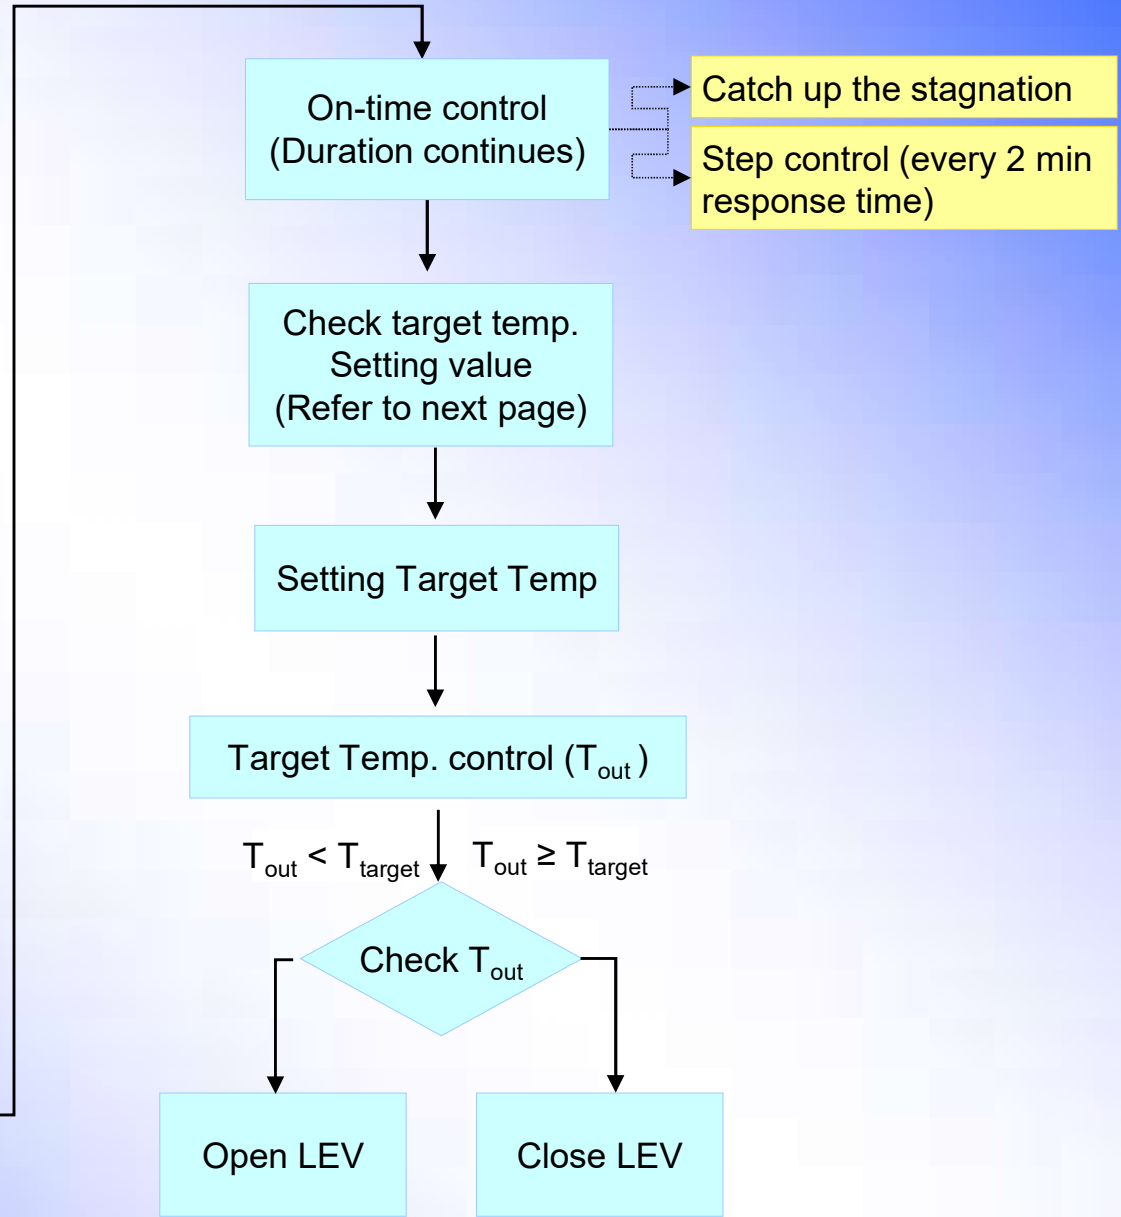 On-time control
(Duration continues)
Catch up the stagnation
Step control (every 2 min
response time)
Check target temp.
Setting value
(Refer to next page)
Setting Target Temp
Target Temp. control (Tout )
Tout < Ttarget
Tout ≥ Ttarget
Check Tout
Open LEV
Close LEV